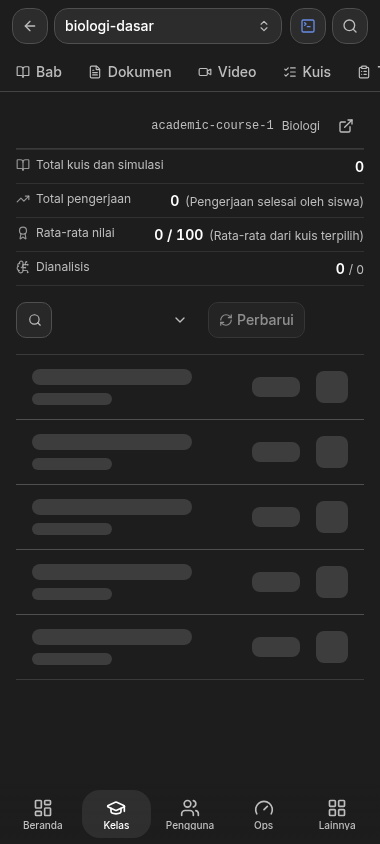 biologi-dasar
Bab Dokumen Video Kuis
academic-course-1 Biologi
Total kuis dan simulasi 0
Total pengerjaan 0 (Pengerjaan selesai oleh siswa)
Rata-rata nilai 0 / 100 (Rata-rata dari kuis terpilih)
Dianalisis 0 / 0
Perbarui
Beranda Kelas Pengguna Ops Lainnya